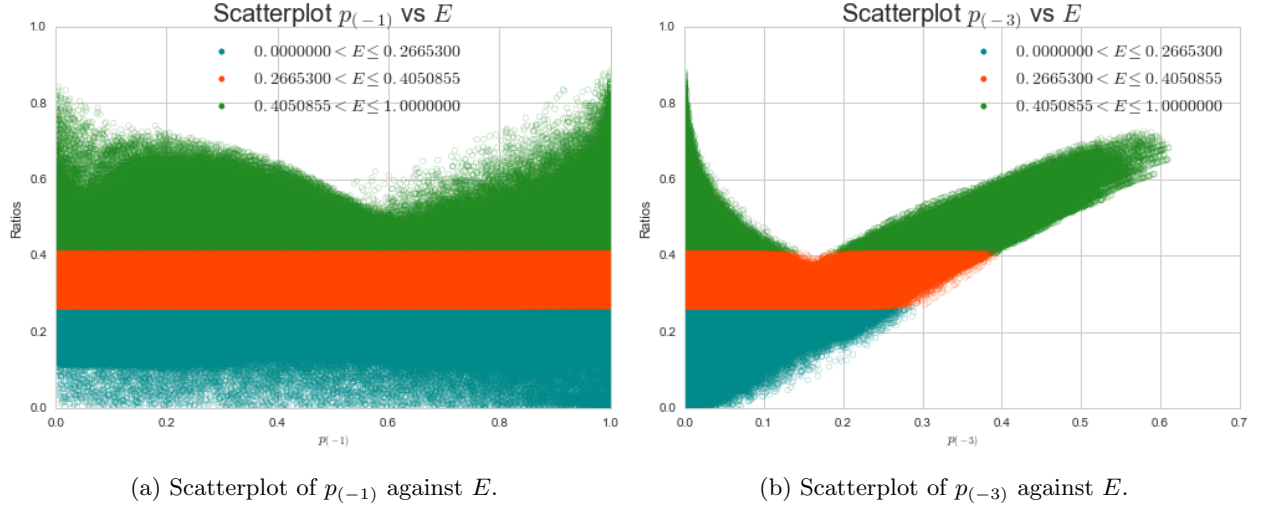 Scatterplot p(−1) vs E
1.0
0.8
0.6
0.4
0.2
0.0
Ratios
0.0000000 < E ≤ 0.2665300
0.2665300 < E ≤ 0.4050855
0.4050855 < E ≤ 1.0000000
0.0 0.2 0.4 0.6 0.8 1.0
p(−1)
(a) Scatterplot of p(−1) against E.
Scatterplot p(−3) vs E
1.0
0.8
0.6
0.4
0.2
0.0
Ratios
0.0000000 < E ≤ 0.2665300
0.2665300 < E ≤ 0.4050855
0.4050855 < E ≤ 1.0000000
0.0 0.1 0.2 0.3 0.4 0.5 0.6 0.7
p(−3)
(b) Scatterplot of p(−3) against E.